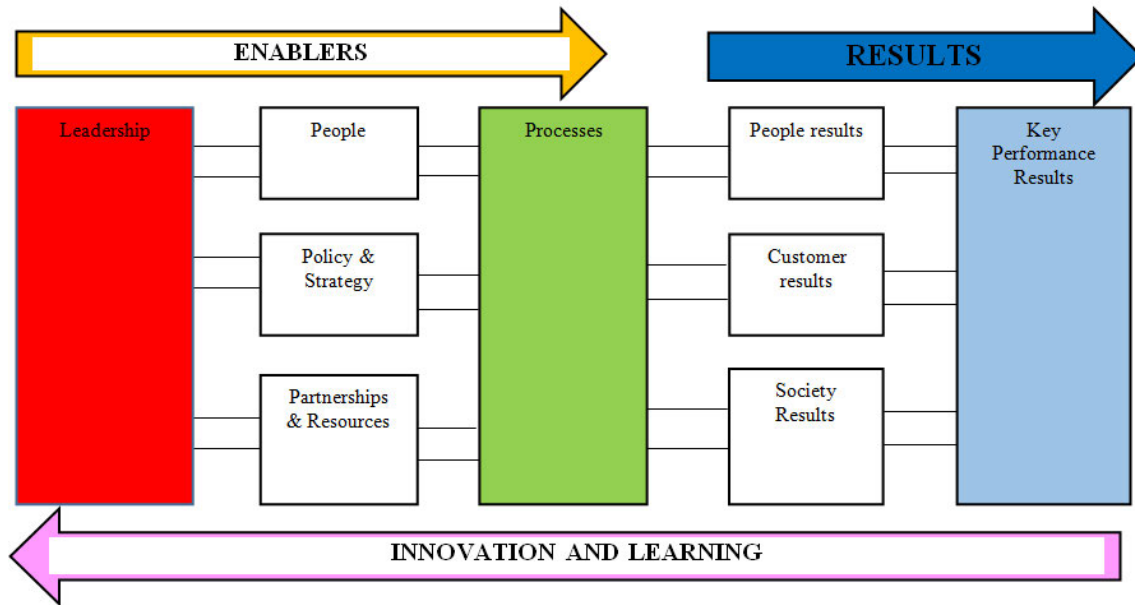 ENABLERS
RESULTS
Leadership
People
Processes
People results
Key
Performance
Results
Policy &
Strategy
Customer
results
Partnerships
& Resources
Society
Results
INNOVATION AND LEARNING